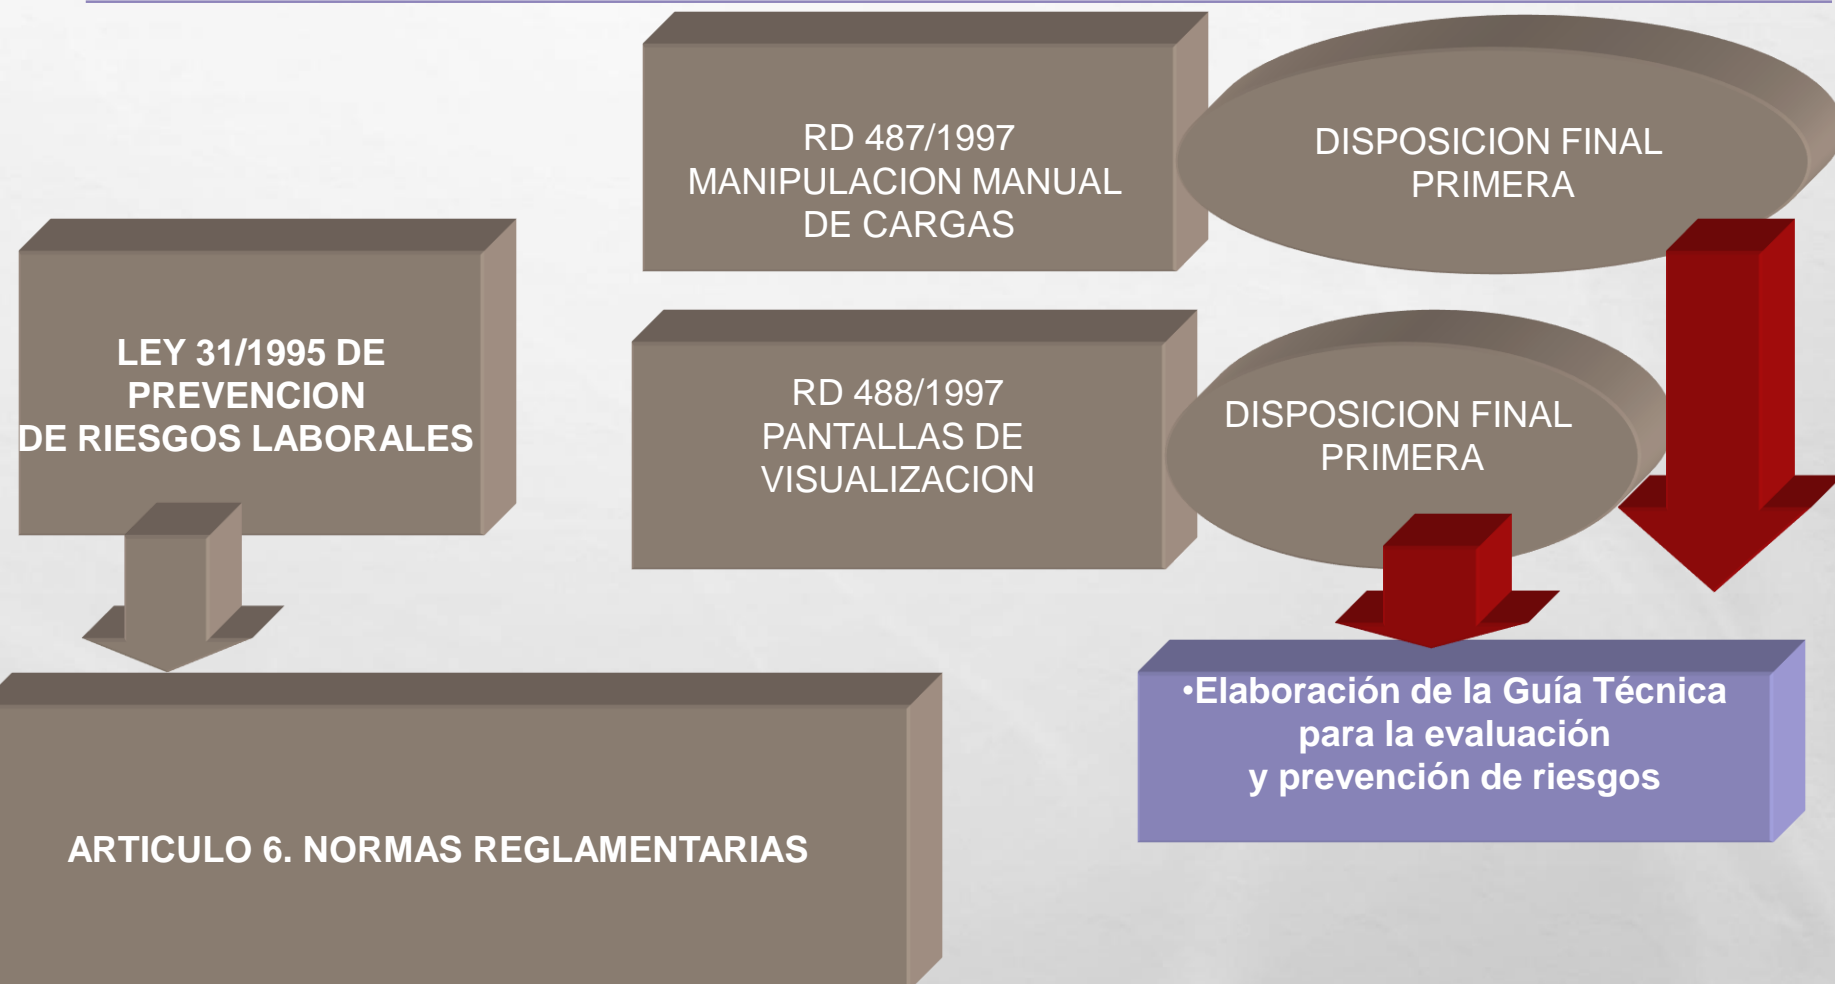 RD 487/1997
MANIPULACION MANUAL
DE CARGAS
DISPOSICION FINAL
PRIMERA
LEY 31/1995 DE
PREVENCION
DE RIESGOS LABORALES
RD 488/1997
PANTALLAS DE
VISUALIZACION
DISPOSICION FINAL
PRIMERA
•Elaboración de la Guía Técnica
para la evaluación
y prevención de riesgos
ARTICULO 6. NORMAS REGLAMENTARIAS